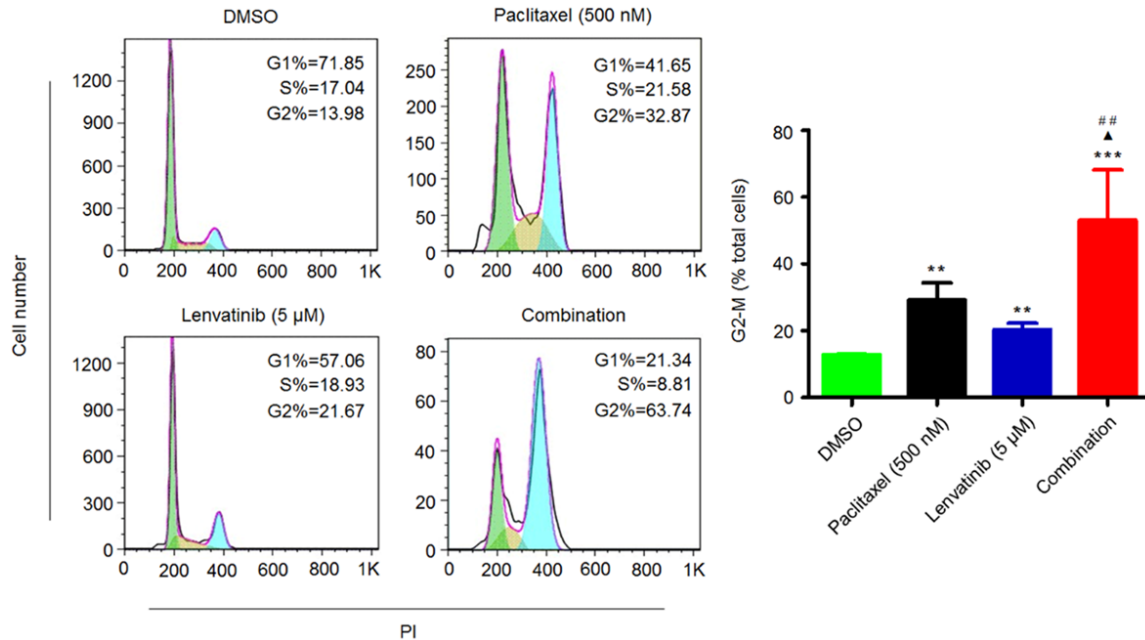 DMSO
G1%=71.85
S%=17.04
G2%=13.98
1200
900
600
300
0
0 200 400 600 800 1K
Paclitaxel (500 nM)
G1%=41.65
S%=21.58
G2%=32.87
250
200
150
100
50
0
0 200 400 600 800 1K
Lenvatinib (5 µM)
G1%=57.06
S%=18.93
G2%=21.67
1200
900
600
300
0
0 200 400 600 800 1K
Combination
G1%=21.34
S%=8.81
G2%=63.74
80
60
40
20
0
0 200 400 600 800 1K
Cell number
PI
G2-M (% total cells)
80
60
40
20
0
**
**
##
▲
***
DMSO
Paclitaxel (500 nM)
Lenvatinib (5 µM)
Combination